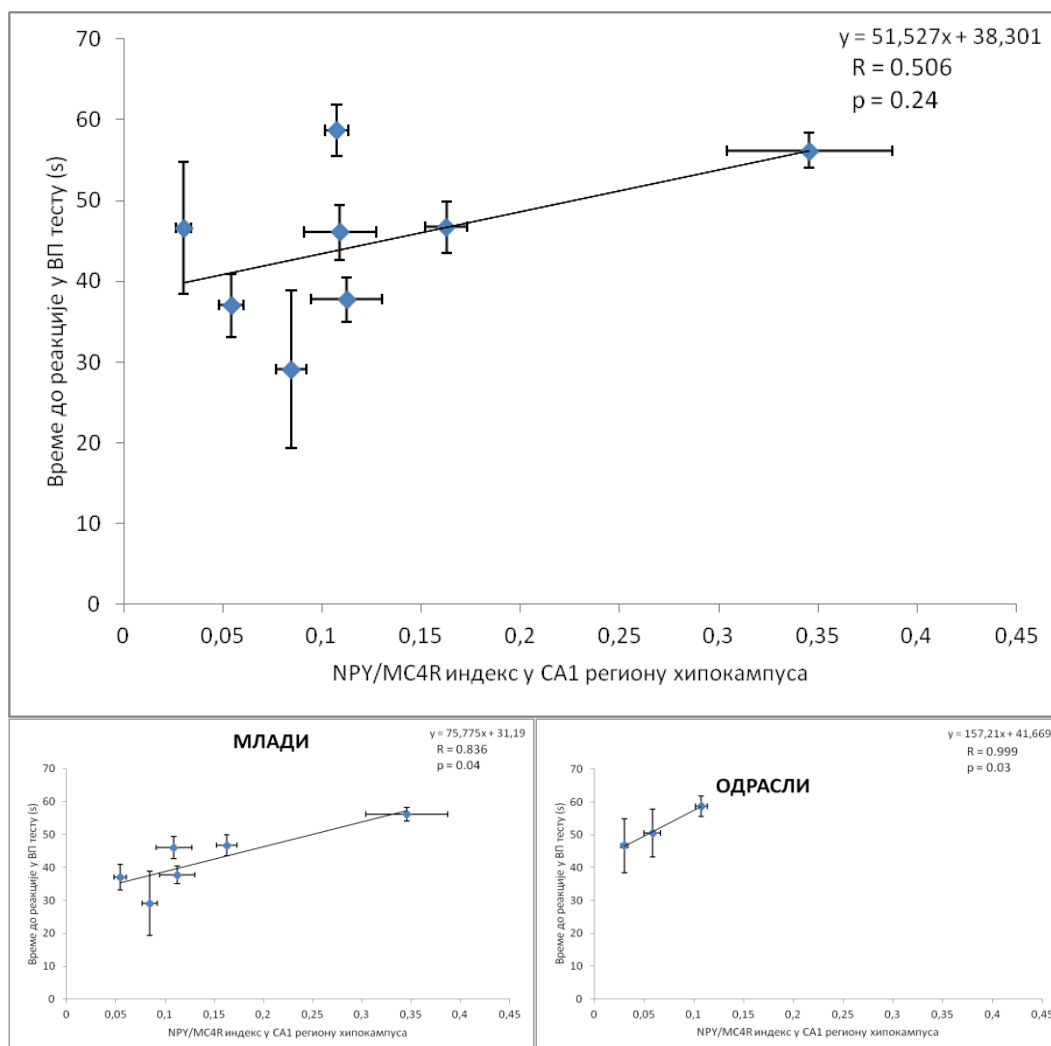 y = 51,527x + 38,301
R = 0.506
p = 0.24
Време до реакције у ВП тесту (s)
70
60
50
40
30
20
10
0
0 0,05 0,1 0,15 0,2 0,25 0,3 0,35 0,4 0,45
NPY/MC4R индекс у CA1 региону хипокампуса
МЛАДИ
y = 75,775x + 31,19
R = 0.836
p = 0.04
Време до реакције у ВП тесту (s)
70
60
50
40
30
20
10
0
0 0,05 0,1 0,15 0,2 0,25 0,3 0,35 0,4 0,45
NPY/MC4R индекс у CA1 региону хипокампуса
y = 157,21x + 41,669
R = 0.999
p = 0.03
ОДРАСЛИ
Време до реакције у ВП тесту (s)
70
60
50
40
30
20
10
0
0 0,05 0,1 0,15 0,2 0,25 0,3 0,35 0,4 0,45
NPY/MC4R индекс у CA1 региону хипокампуса